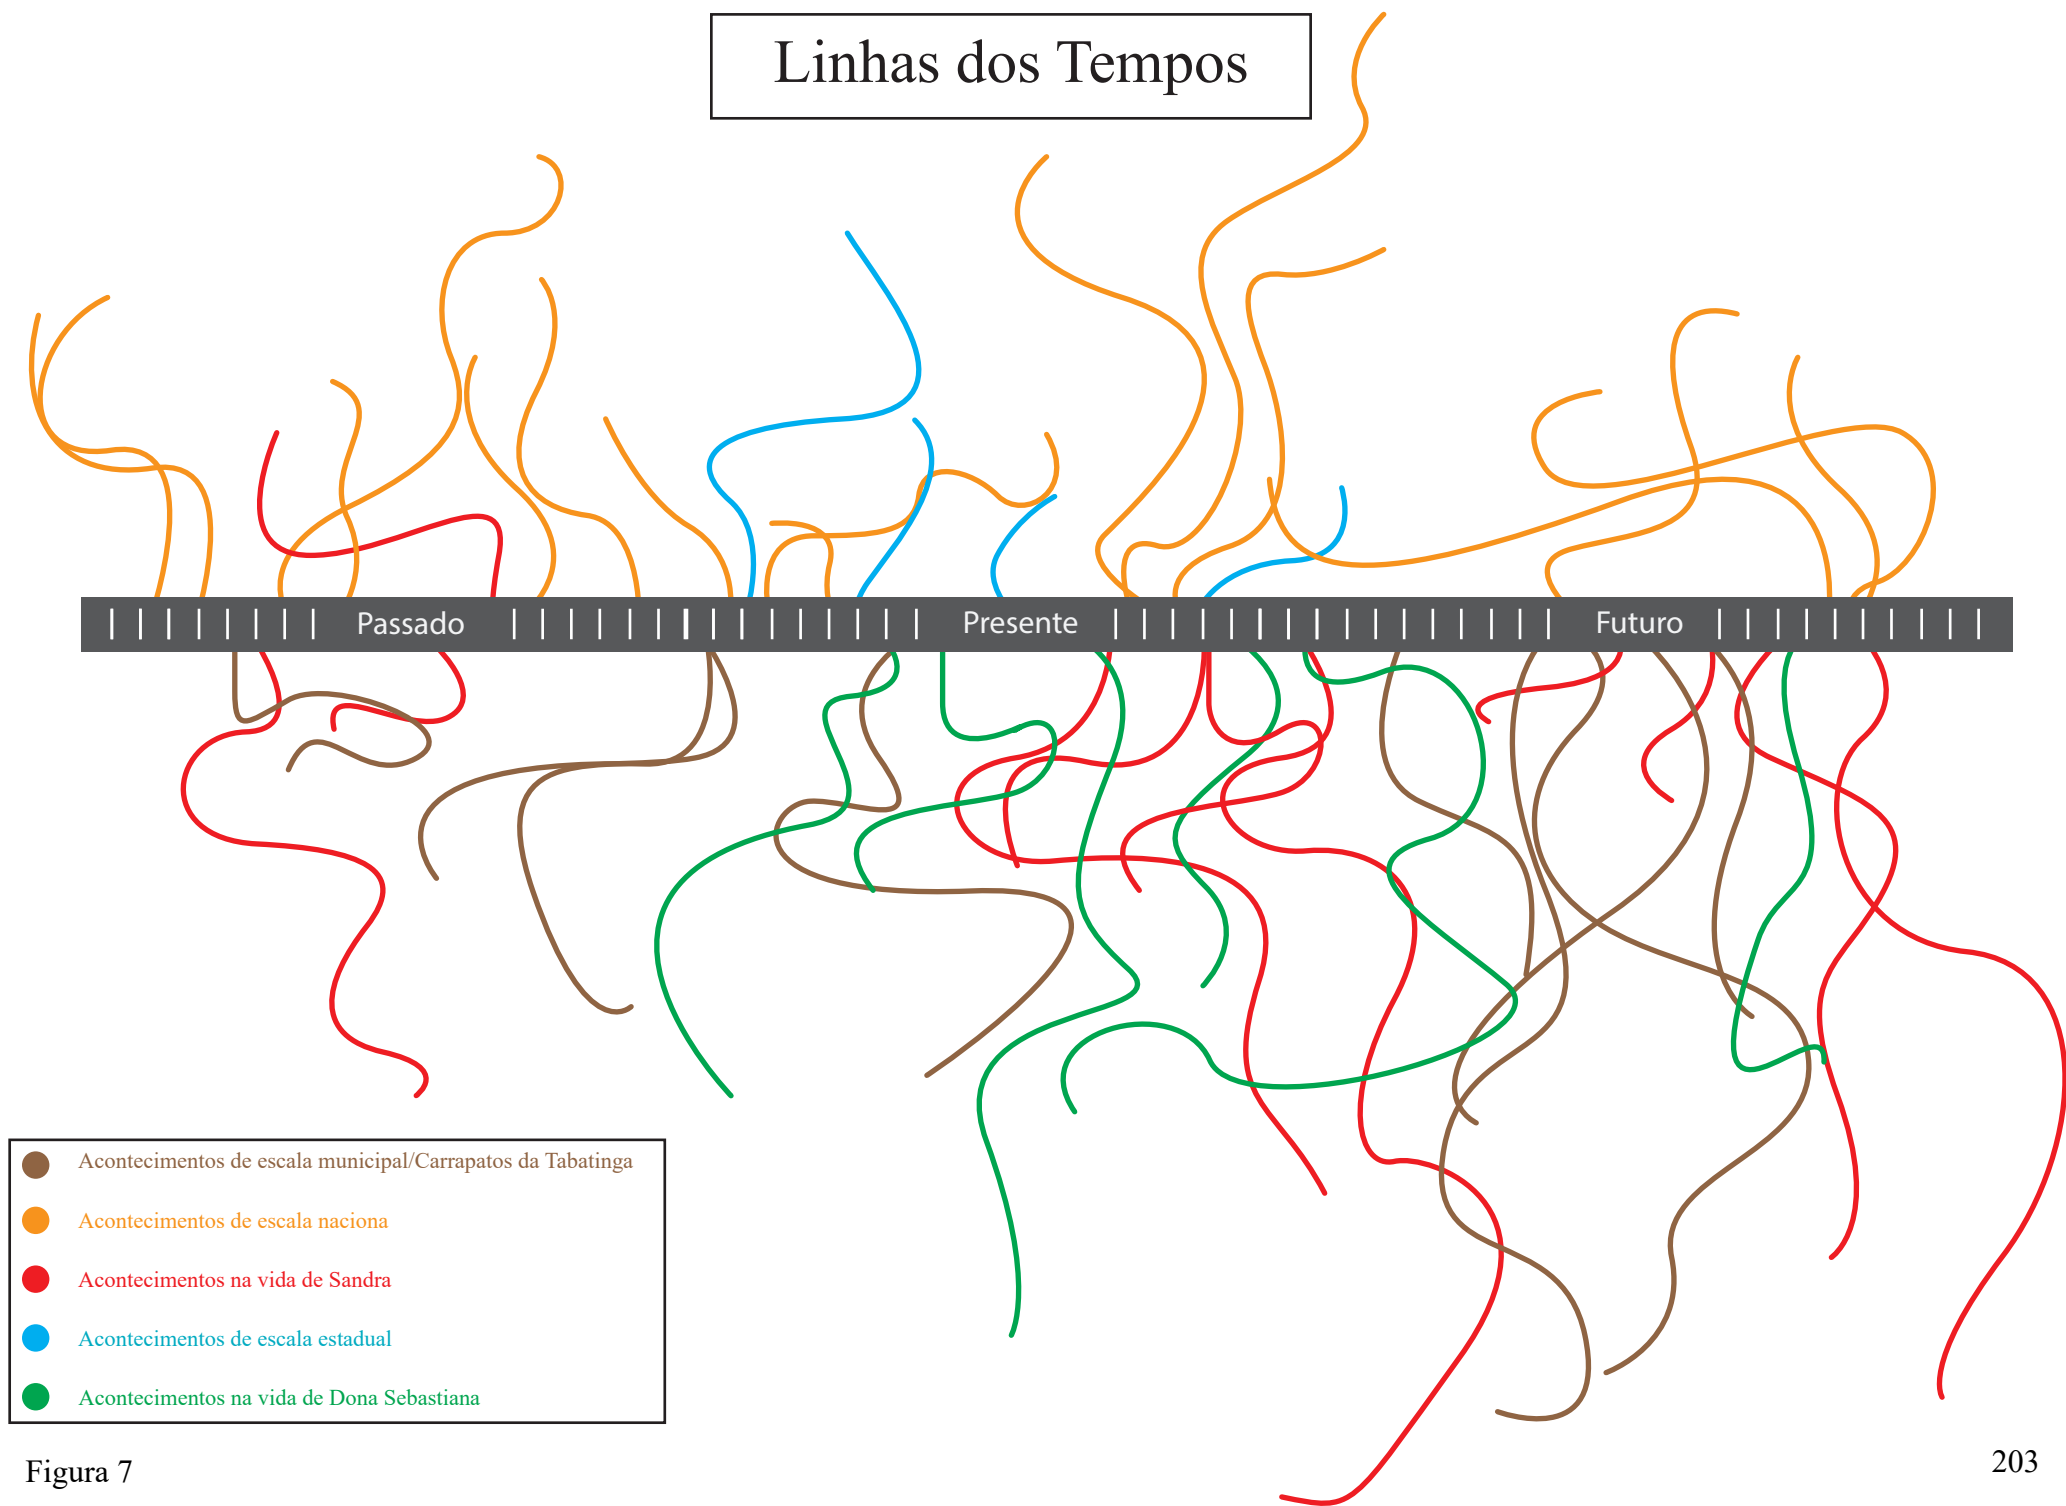 Linhas dos Tempos
Passado Presente Futuro
Acontecimentos de escala municipal/Carrapatos da Tabatinga
Acontecimentos de escala naciona
Acontecimentos na vida de Sandra
Acontecimentos de escala estadual
Acontecimentos na vida de Dona Sebastiana
Figura 7
203